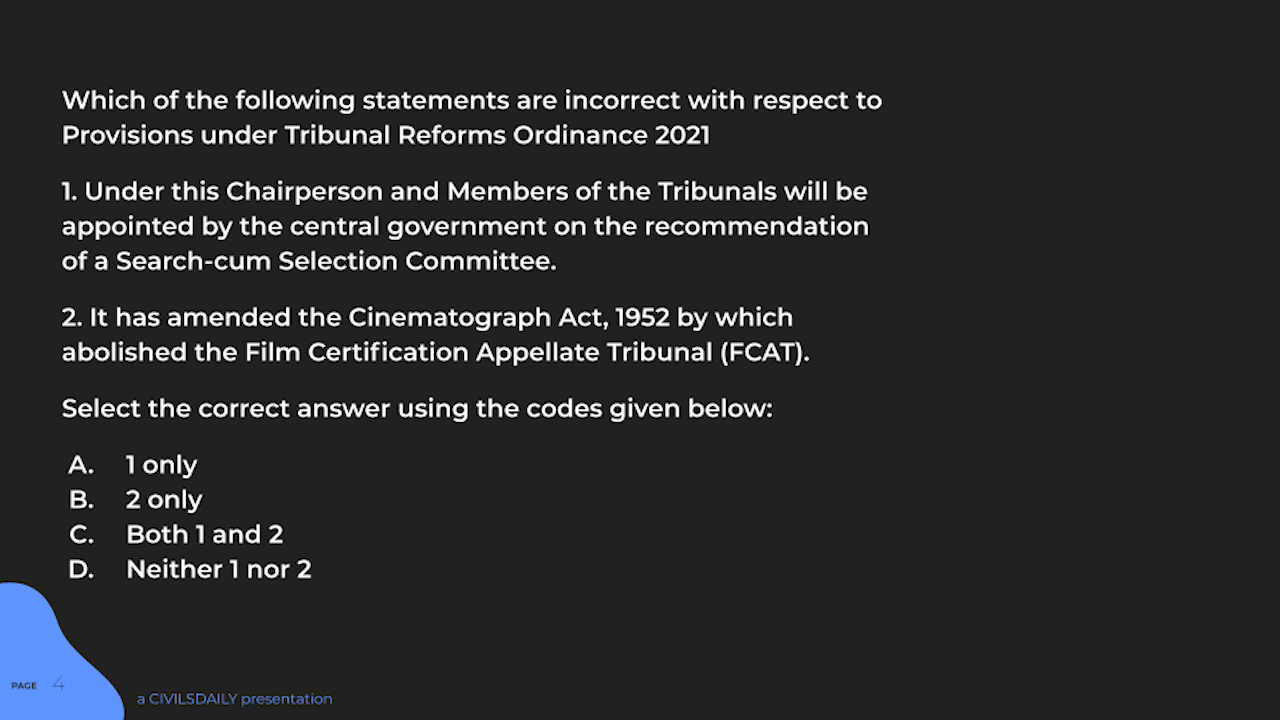 Which of the following statements are incorrect with respect to
Provisions under Tribunal Reforms Ordinance 2021
1. Under this Chairperson and Members of the Tribunals will be
appointed by the central government on the recommendation
of a Search-cum Selection Committee.
2. It has amended the Cinematograph Act, 1952 by which
abolished the Film Certification Appellate Tribunal (FCAT).
Select the correct answer using the codes given below:
A. 1 only
B. 2 only
C. Both 1 and 2
D. Neither 1 nor 2
PAGE 4
a CIVILSDAILY presentation